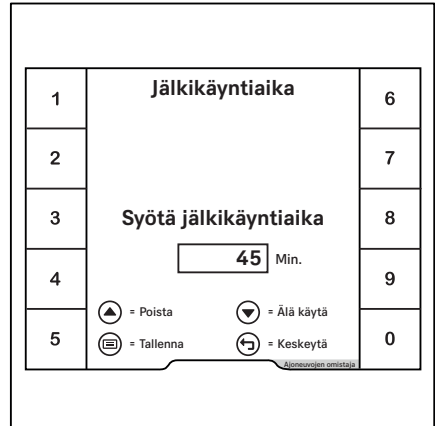 Jälkikäyntiaika
1
6
2
7
3
Syötä jälkikäyntiaika
8
45 Min.
4
9
= Poista
= Älä käytä
5
= Tallenna
= Keskeytä
0
Ajoneuvojen omistaja